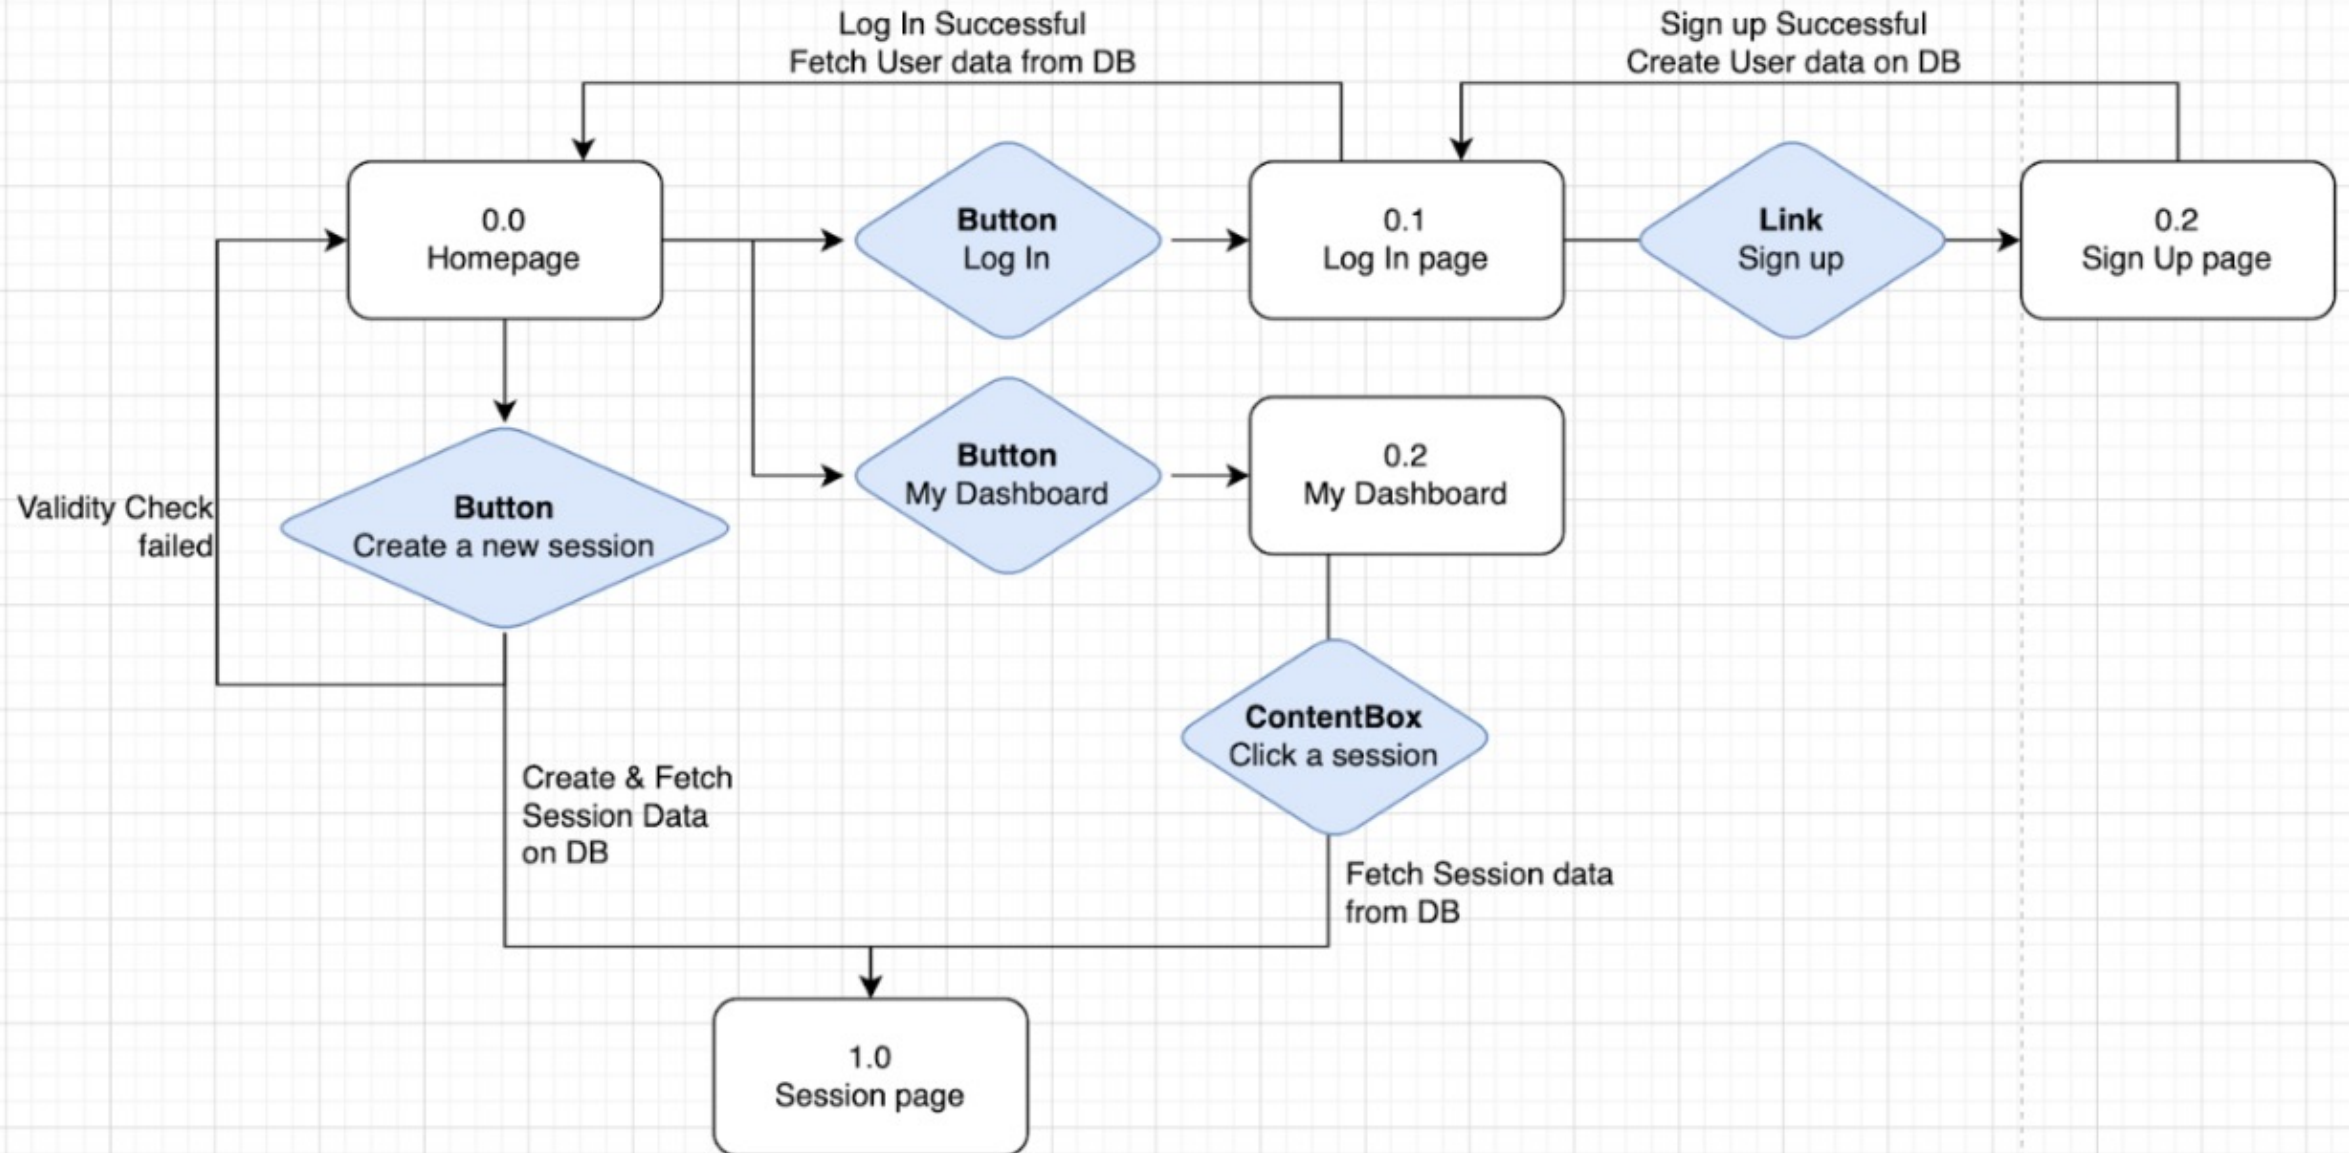 Log In Successful
Fetch User data from DB
Sign up Successful
Create User data on DB
0.0
Homepage
Button
Log In
0.1
Log In page
Link
Sign up
0.2
Sign Up page
Button
My Dashboard
0.2
My Dashboard
Validity Check
failed
Button
Create a new session
ContentBox
Click a session
Create & Fetch
Session Data
on DB
Fetch Session data
from DB
1.0
Session page